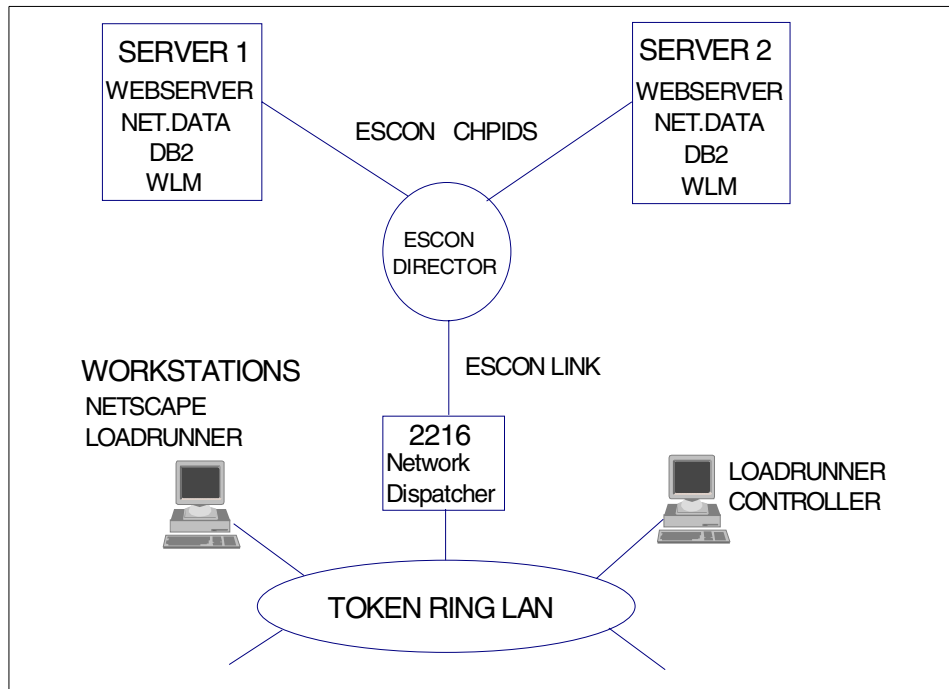 SERVER 1
WEBSERVER
NET.DATA
DB2
WLM
SERVER 2
WEBSERVER
NET.DATA
DB2
WLM
ESCON CHPIDS
ESCON
DIRECTOR
ESCON LINK
WORKSTATIONS
NETSCAPE
LOADRUNNER
2216
Network
Dispatcher
LOADRUNNER
CONTROLLER
TOKEN RING LAN